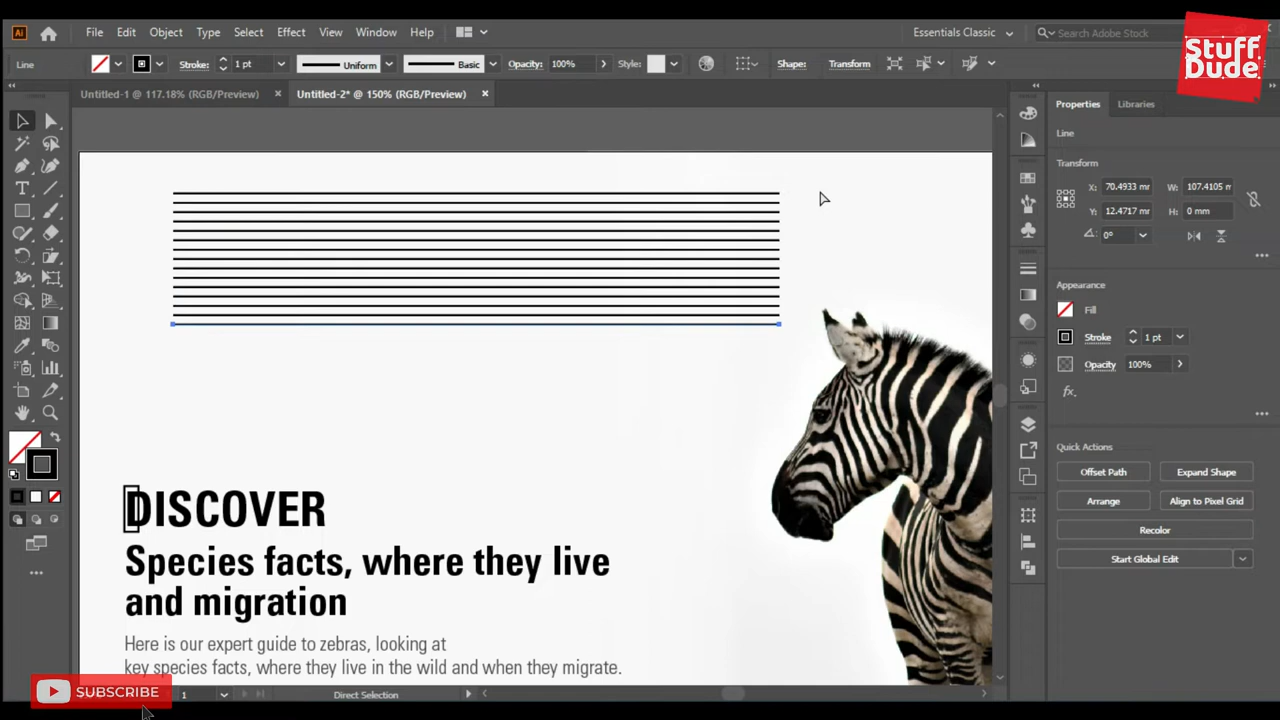 Ai
File Edit Object Type Select Effect View Window Help
Essentials Classic
Search Adobe Stock
Stuff
Dude
Line
Stroke: 1 pt
Uniform
Basic
Opacity: 100%
Style:
Shape:
Transform
Untitled-1 @ 117.18% (RGB/Preview)
Untitled-2* @ 150% (RGB/Preview)
Properties
Libraries
Line
Transform
X: 70.4933 mr
W: 107.4105 m
Y: 12.4717 mr
H: 0 mm
0°
Appearance
Fill
Stroke
1 pt
Opacity
100%
fx
Quick Actions
Offset Path
Expand Shape
Arrange
Align to Pixel Grid
Recolor
Start Global Edit
DISCOVER
Species facts, where they live
and migration
Here is our expert guide to zebras, looking at
key species facts, where they live in the wild and when they migrate.
SUBSCRIBE
1
Direct Selection